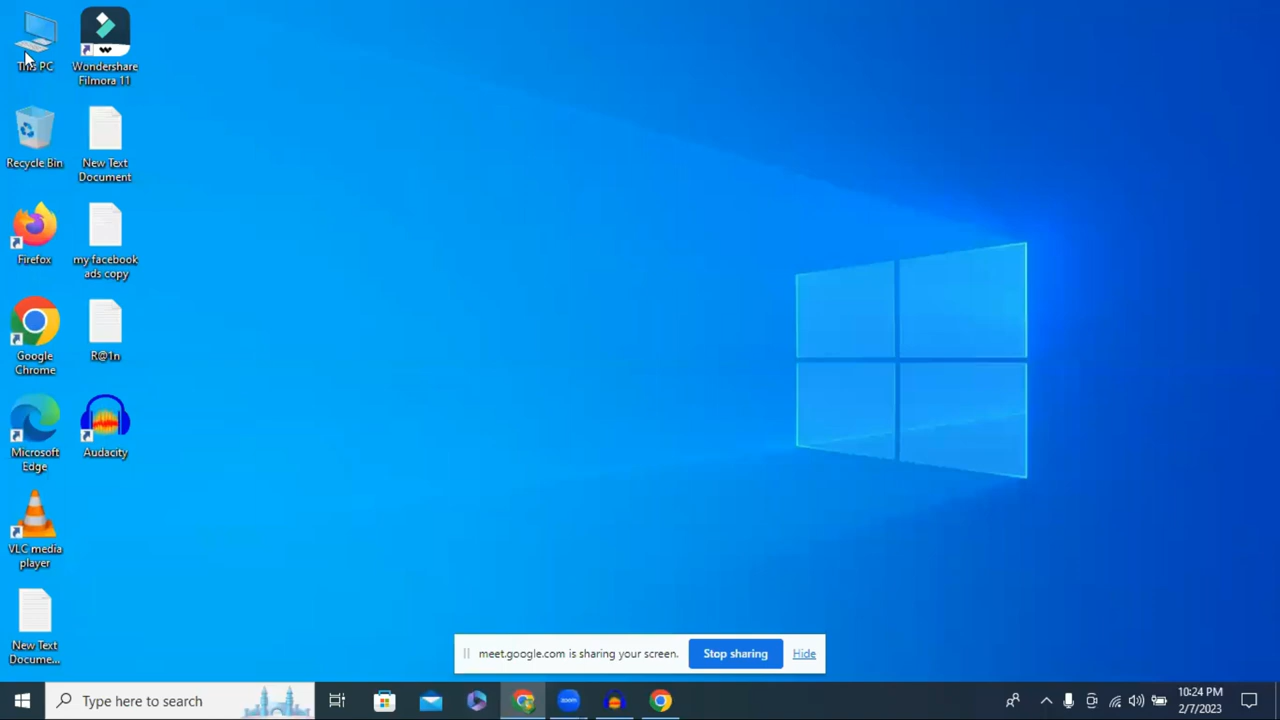 This PC
Wondershare
Filmora 11
Recycle Bin
New Text
Document
Firefox
my facebook
ads copy
Google
Chrome
R@1n
Microsoft
Edge
Audacity
VLC media
player
New Text
Docume...
meet.google.com is sharing your screen.
Stop sharing
Hide
Type here to search
zoom
10:24 PM
2/7/2023